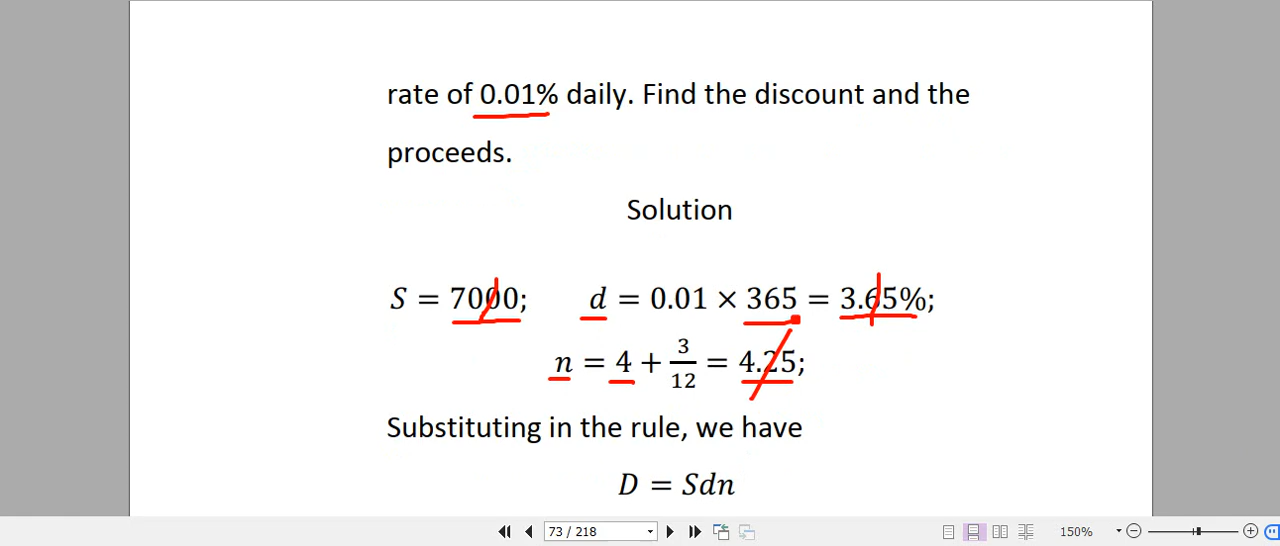 rate of 0.01% daily. Find the discount and the
proceeds.
Solution
S = 7000; d = 0.01 × 365 = 3.65%;
n = 4 + 3/12 = 4.25;
Substituting in the rule, we have
D = Sdn
73 / 218
150%